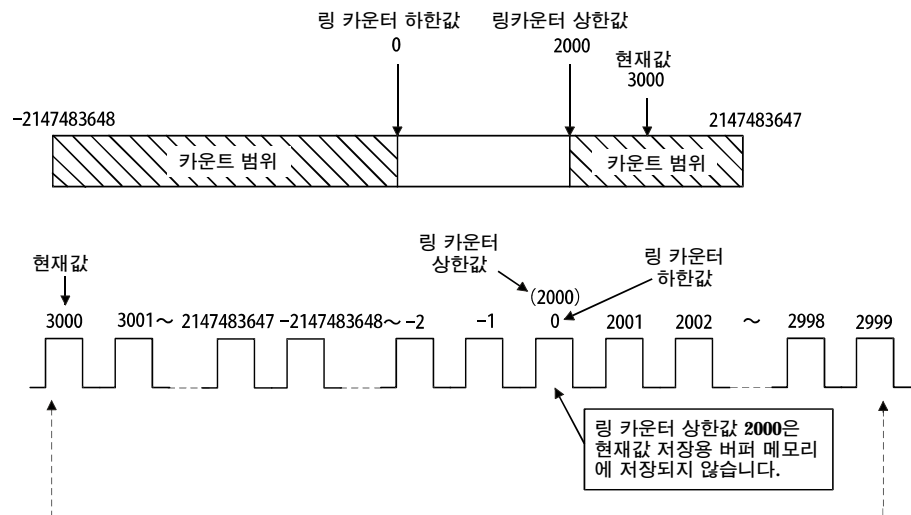 링 카운터 하한값
0
링카운터 상한값
2000
현재값
3000
-2147483648
2147483647
카운트 범위
카운트 범위
현재값
링 카운터
상한값
링 카운터
하한값
(2000)
3000 3001～ 2147483647 -2147483648～ -2 -1 0 2001 2002 ～ 2998 2999
링 카운터 상한값 2000은
현재값 저장용 버퍼 메모리
에 저장되지 않습니다.